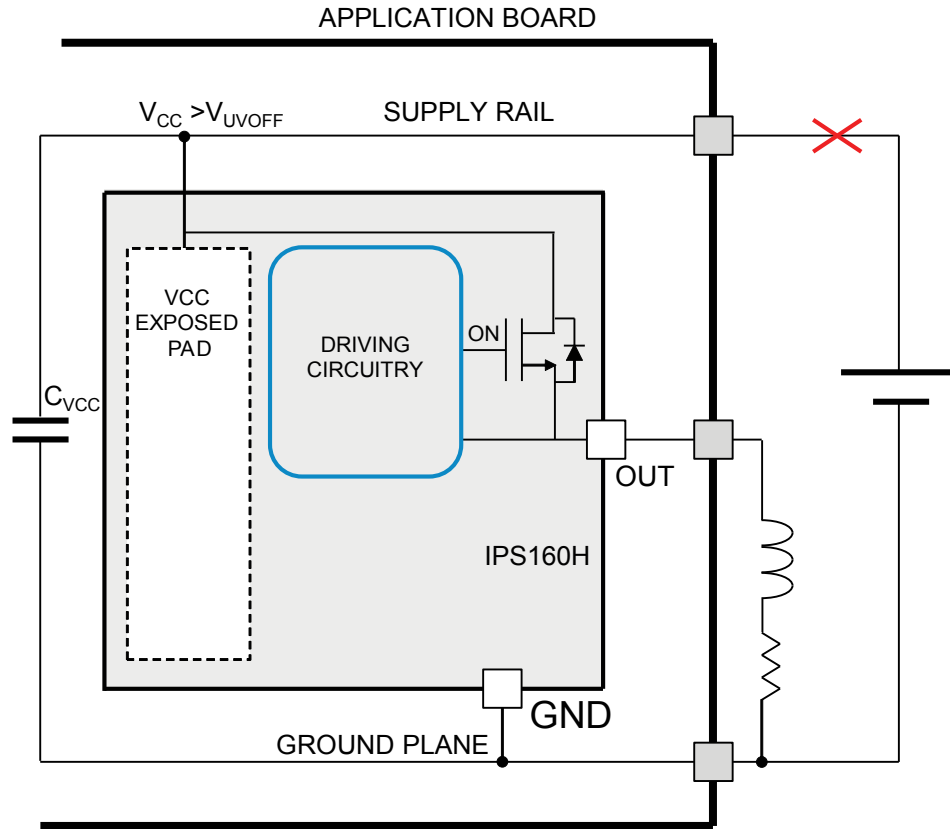 APPLICATION BOARD
VCC >VUVOFF
SUPPLY RAIL
VCC
EXPOSED
PAD
DRIVING
CIRCUITRY
ON
CVCC
OUT
IPS160H
GND
GROUND PLANE